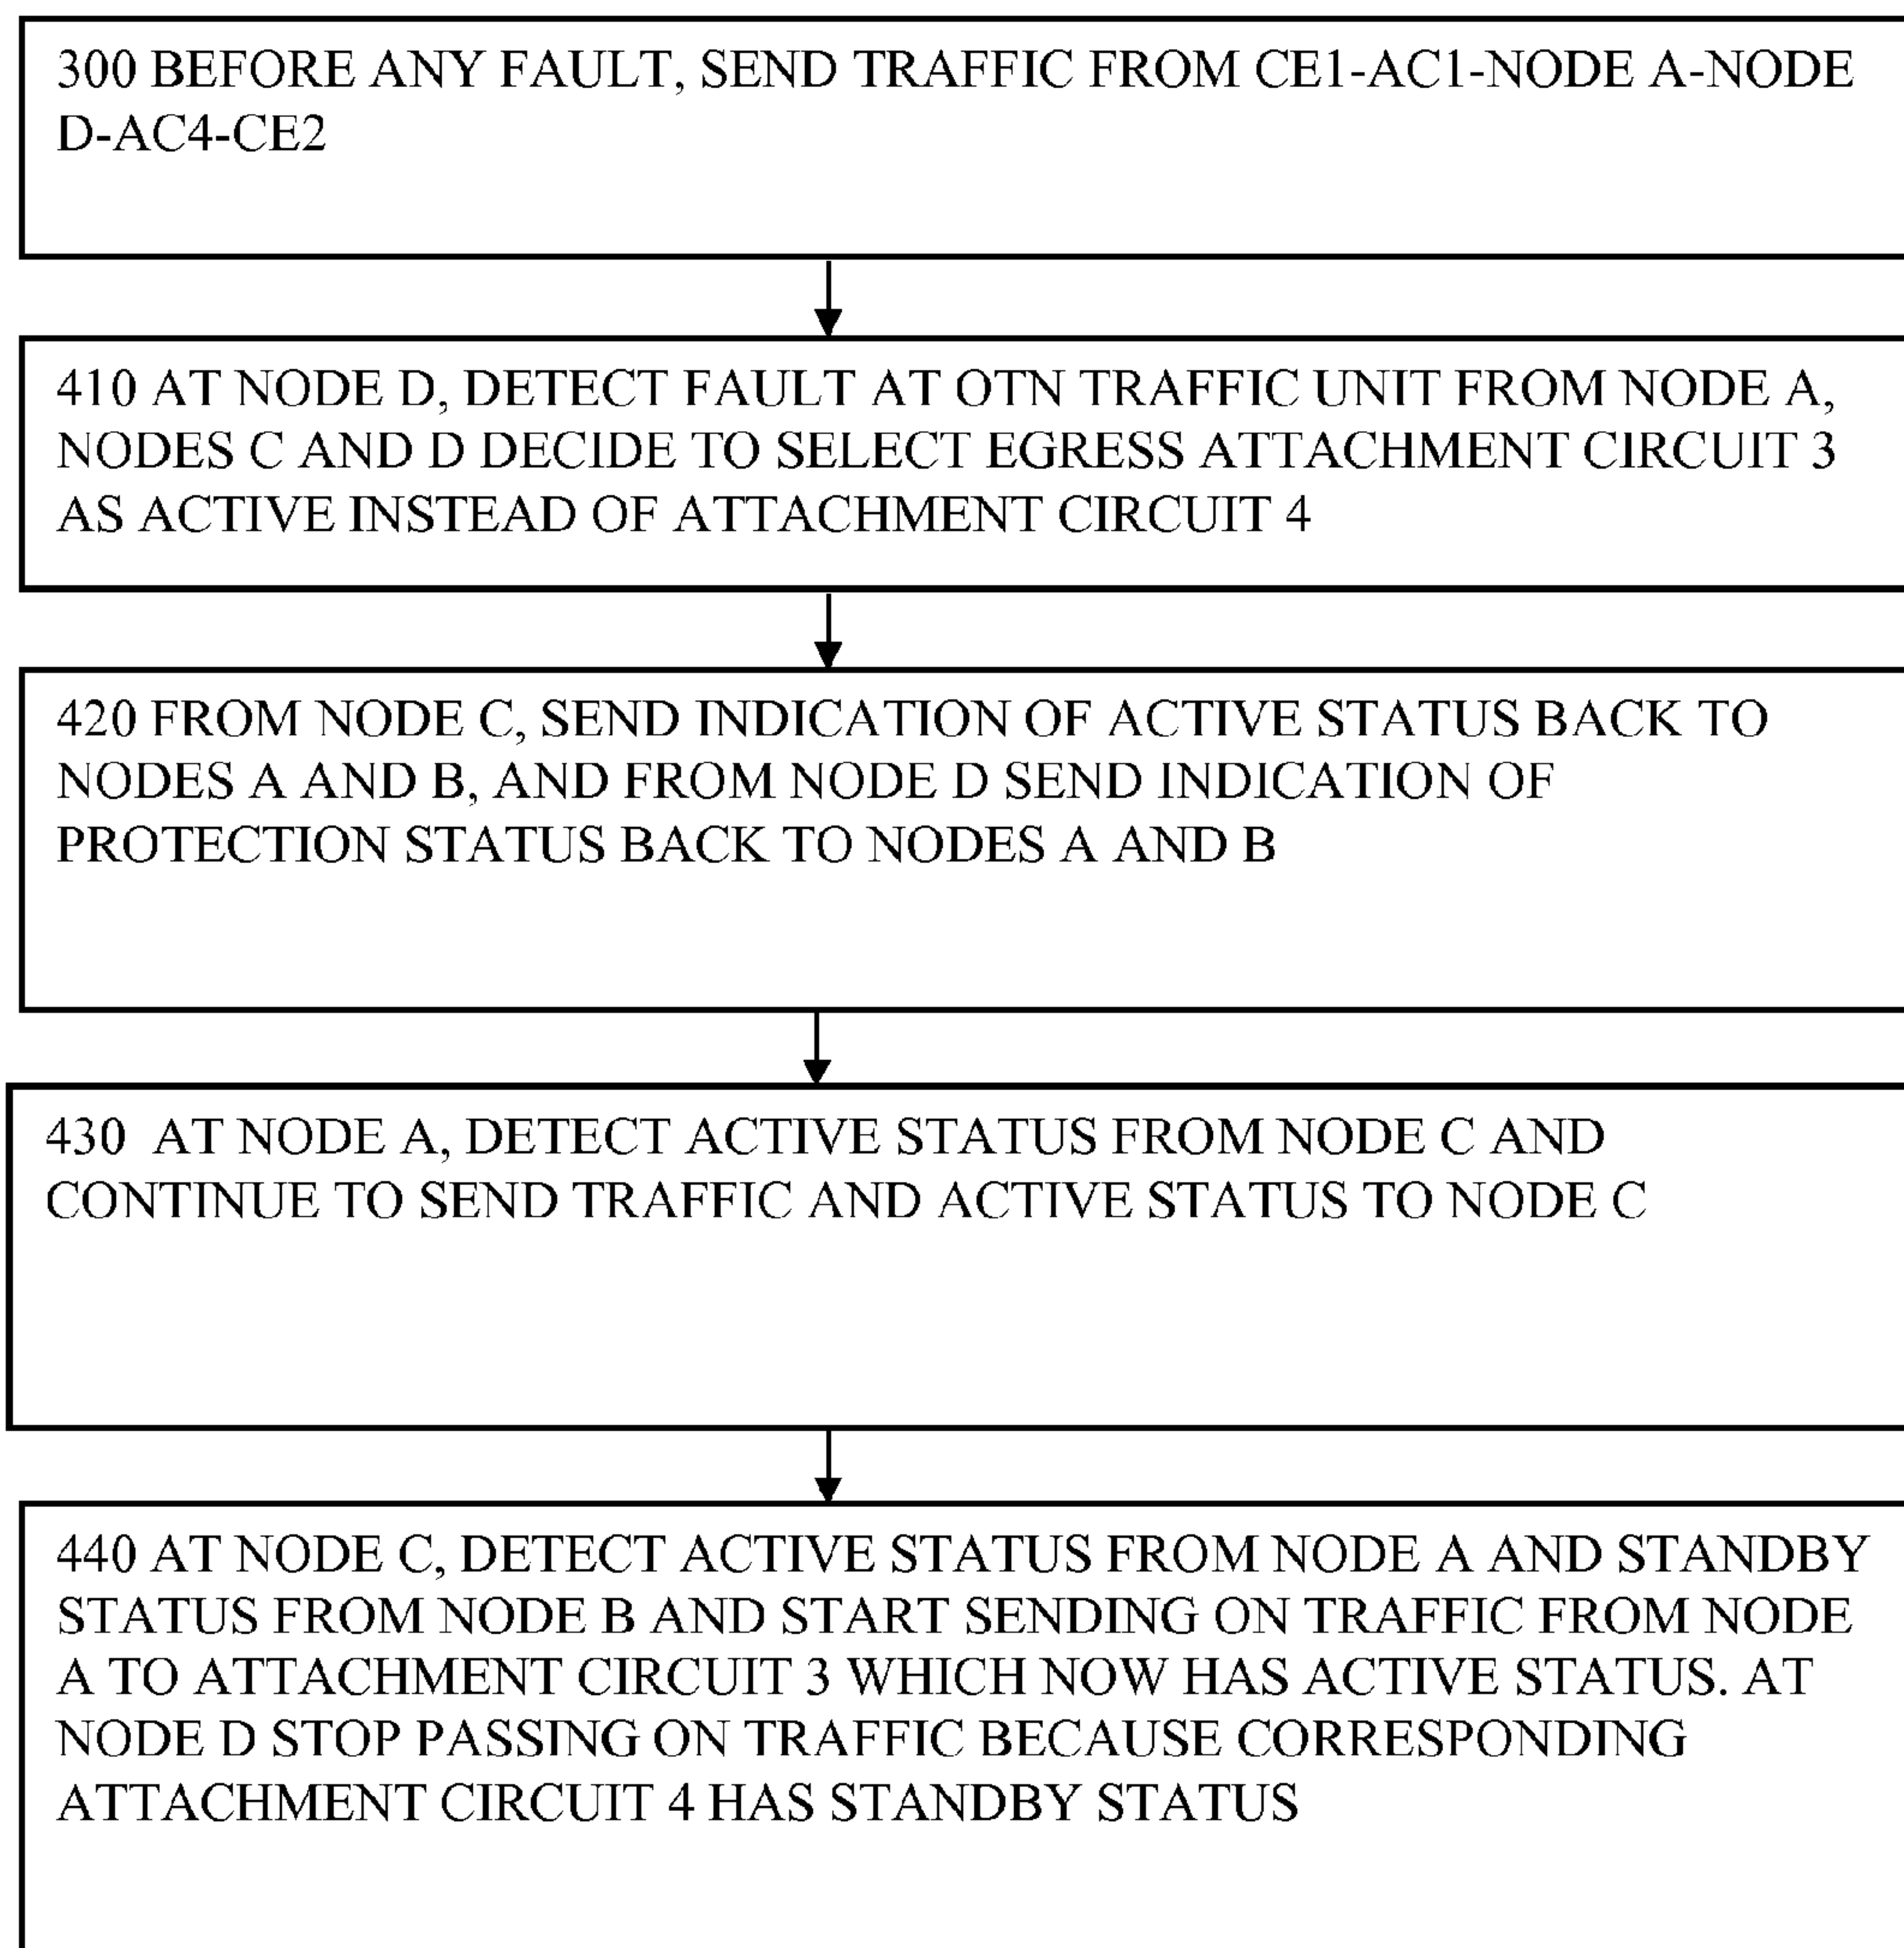 300 BEFORE ANY FAULT, SEND TRAFFIC FROM CE1-AC1-NODE A-NODE
D-AC4-CE2
410 AT NODE D, DETECT FAULT AT OTN TRAFFIC UNIT FROM NODE A,
NODES C AND D DECIDE TO SELECT EGRESS ATTACHMENT CIRCUIT 3
AS ACTIVE INSTEAD OF ATTACHMENT CIRCUIT 4
420 FROM NODE C, SEND INDICATION OF ACTIVE STATUS BACK TO
NODES A AND B, AND FROM NODE D SEND INDICATION OF
PROTECTION STATUS BACK TO NODES A AND B
430 AT NODE A, DETECT ACTIVE STATUS FROM NODE C AND
CONTINUE TO SEND TRAFFIC AND ACTIVE STATUS TO NODE C
440 AT NODE C, DETECT ACTIVE STATUS FROM NODE A AND STANDBY
STATUS FROM NODE B AND START SENDING ON TRAFFIC FROM NODE
A TO ATTACHMENT CIRCUIT 3 WHICH NOW HAS ACTIVE STATUS. AT
NODE D STOP PASSING ON TRAFFIC BECAUSE CORRESPONDING
ATTACHMENT CIRCUIT 4 HAS STANDBY STATUS